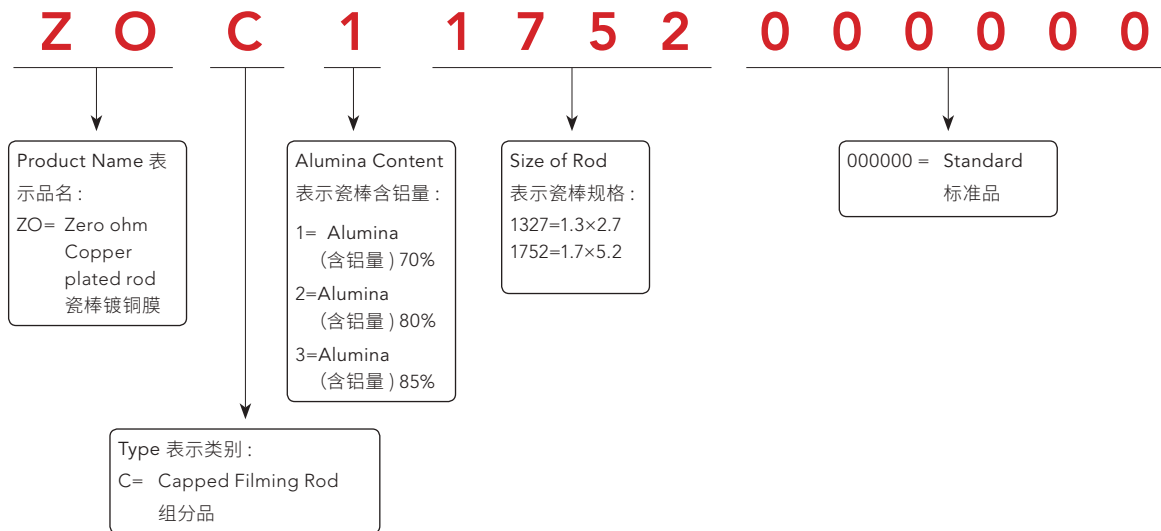 Z O C 1 1 7 5 2 0 0 0 0 0 0
Product Name 表
示品名 :
ZO= Zero ohm
Copper
plated rod
瓷棒镀铜膜
Alumina Content
表示瓷棒含铝量 :
1= Alumina
(含铝量 ) 70%
2=Alumina
(含铝量 ) 80%
3=Alumina
(含铝量 ) 85%
Size of Rod
表示瓷棒规格 :
1327=1.3×2.7
1752=1.7×5.2
000000 = Standard
标准品
Type 表示类别 :
C= Capped Filming Rod
组分品